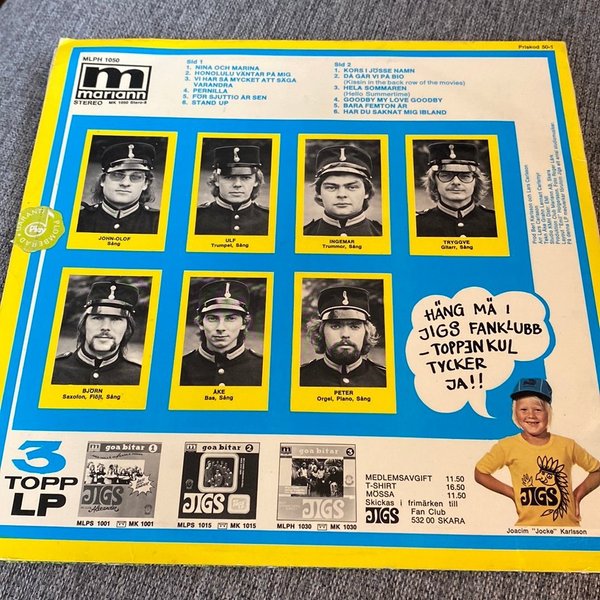 Priskod 50-1
MLPH 1050
m
mariann
STEREO MK 1050 Stereo-8
Sid 1
1. NINA OCH MARINA
2. HONOLULU VÄNTAR PÅ MIG
3. VI HAR SÅ MYCKET ATT SÄGA
VARANDRA
4. PERNILLA
5. FÖR SJUTTIO ÅR SEN
6. STAND UP
Sid 2
1. KORS I JÖSSE NAMN
2. DÅ GÅR VI PÅ BIO
(Kissin in the back row of the movies)
3. HELA SOMMAREN
(Hello Summertime)
4. GOODBY MY LOVE GOODBY
5. BARA FEMTON ÅR
6. HAR DU SAKNAT MIG IBLAND
JOHN-OLOF
Sång
ULF
Trumpet, Sång
INGEMAR
Trummor, Sång
TRYGGVE
Gitarr, Sång
BJÖRN
Saxofon, Flöjt, Sång
ÅKE
Bas, Sång
PETER
Orgel, Piano, Sång
HÄNG MÄ I
JIGS FANKLUBB
– TOPPENKUL
TYCKER
JA!!
3
TOPP
LP
m goa bitar 1
JIGS
MLPS 1001 MK 1001
m goa bitar 2
JIGS
MLPS 1015 MK 1015
m goa bitar 3
JIGS
MLPH 1030 MK 1030
MEDLEMSAVGIFT 11.50
T-SHIRT 16.50
MÖSSA 11.50
Skickas i frimärken till
JIGS Fan Club
532 00 SKARA
JIGS
Joacim "Jocke" Karlsson